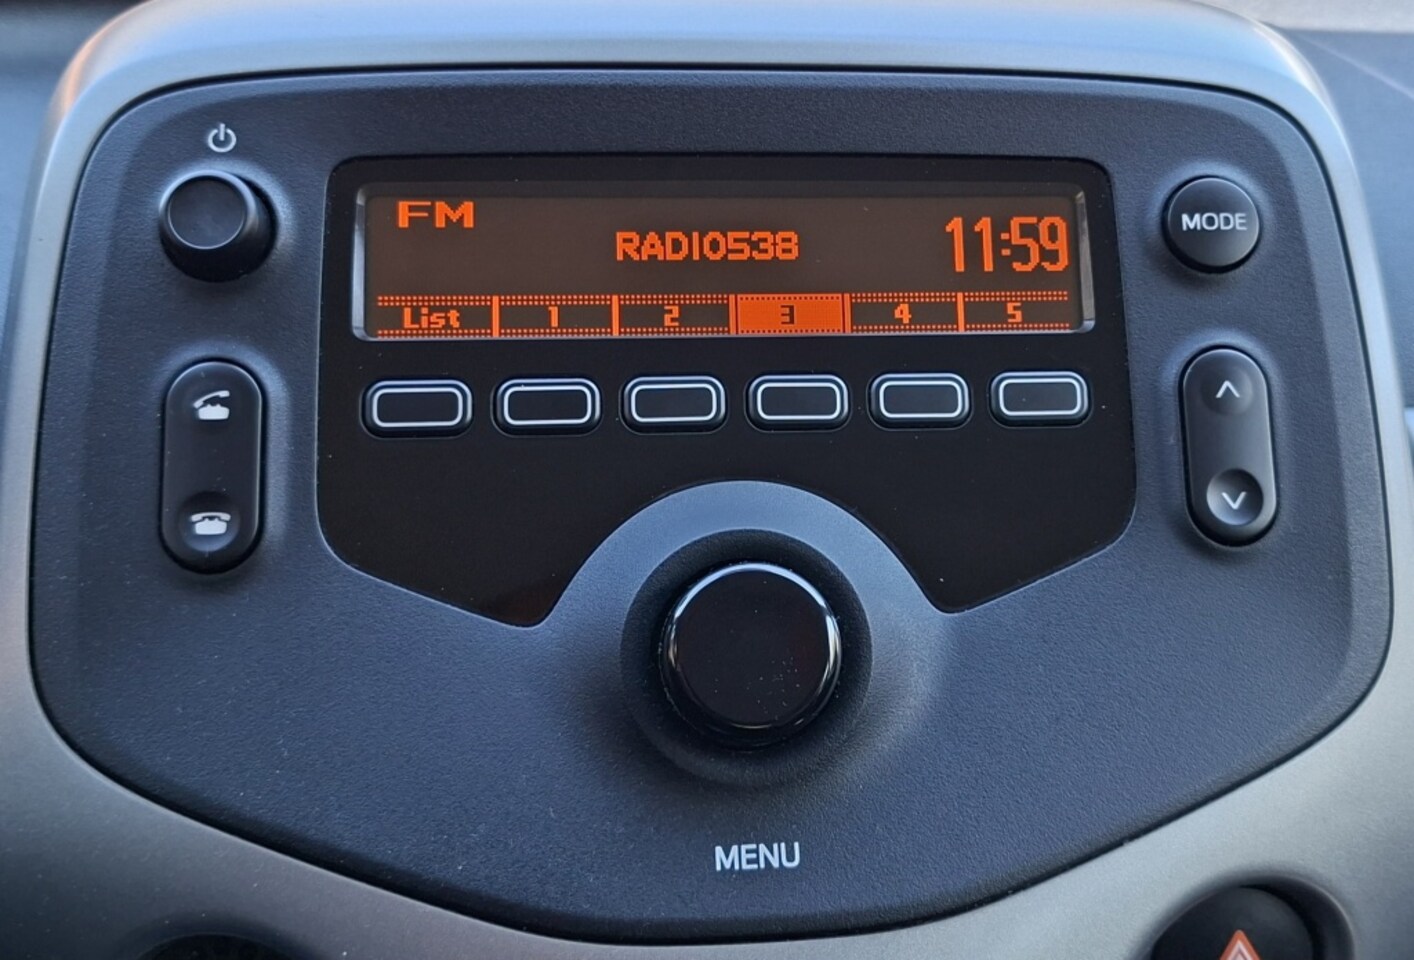 FM
RADIO538
11:59
List 1 2 3 4 5
MODE
MENU